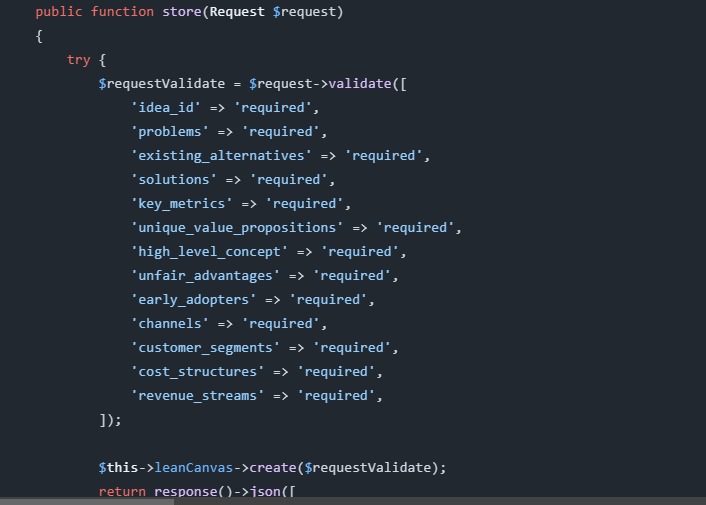 public function store(Request $request)
{
try {
$requestValidate = $request->validate([
'idea_id' => 'required',
'problems' => 'required',
'existing_alternatives' => 'required',
'solutions' => 'required',
'key_metrics' => 'required',
'unique_value_propositions' => 'required',
'high_level_concept' => 'required',
'unfair_advantages' => 'required',
'early_adopters' => 'required',
'channels' => 'required',
'customer_segments' => 'required',
'cost_structures' => 'required',
'revenue_streams' => 'required',
]);
$this->leanCanvas->create($requestValidate);
return response()->json([